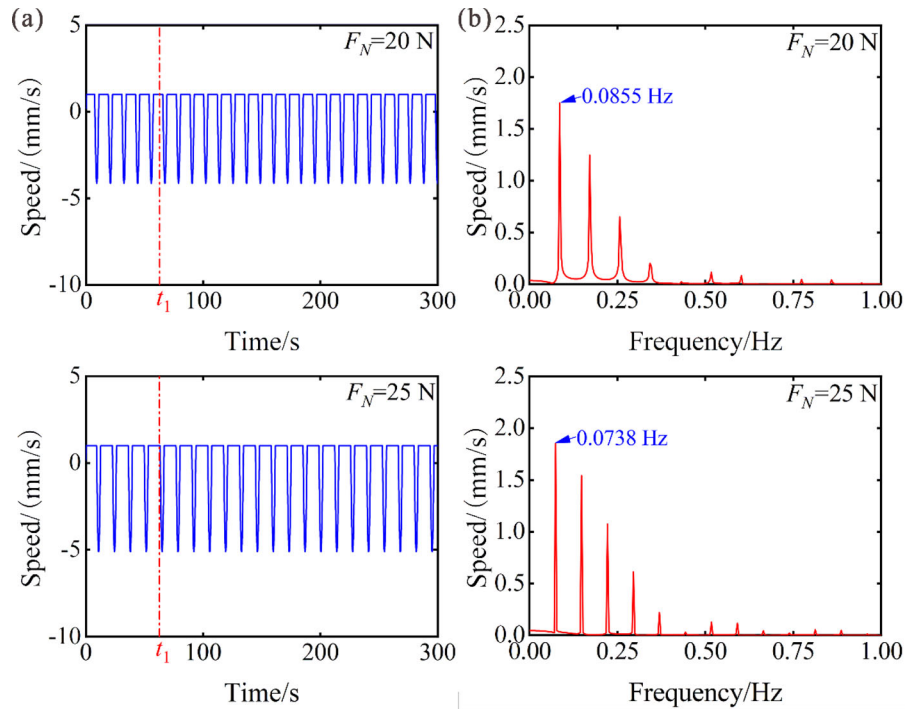 (a)
F_N=20 N
5
0
-5
-10
Speed/(mm/s)
0
t_1
100
200
300
Time/s
(b)
F_N=20 N
0.0855 Hz
2.5
2.0
1.5
1.0
0.5
0.0
Speed/(mm/s)
0.00
0.25
0.50
0.75
1.00
Frequency/Hz
F_N=25 N
5
0
-5
-10
Speed/(mm/s)
0
t_1
100
200
300
Time/s
F_N=25 N
0.0738 Hz
2.5
2.0
1.5
1.0
0.5
0.0
Speed/(mm/s)
0.00
0.25
0.50
0.75
1.00
Frequency/Hz